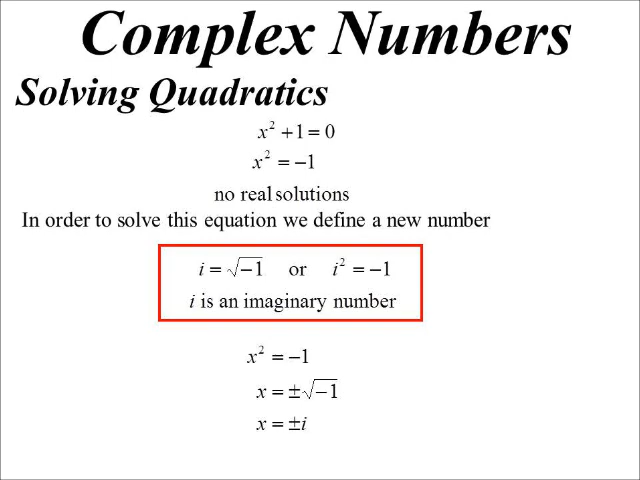 Complex Numbers
Solving Quadratics
x² + 1 = 0
x² = −1
no real solutions
In order to solve this equation we define a new number
i = √−1 or i² = −1
i is an imaginary number
x² = −1
x = ±√−1
x = ±i